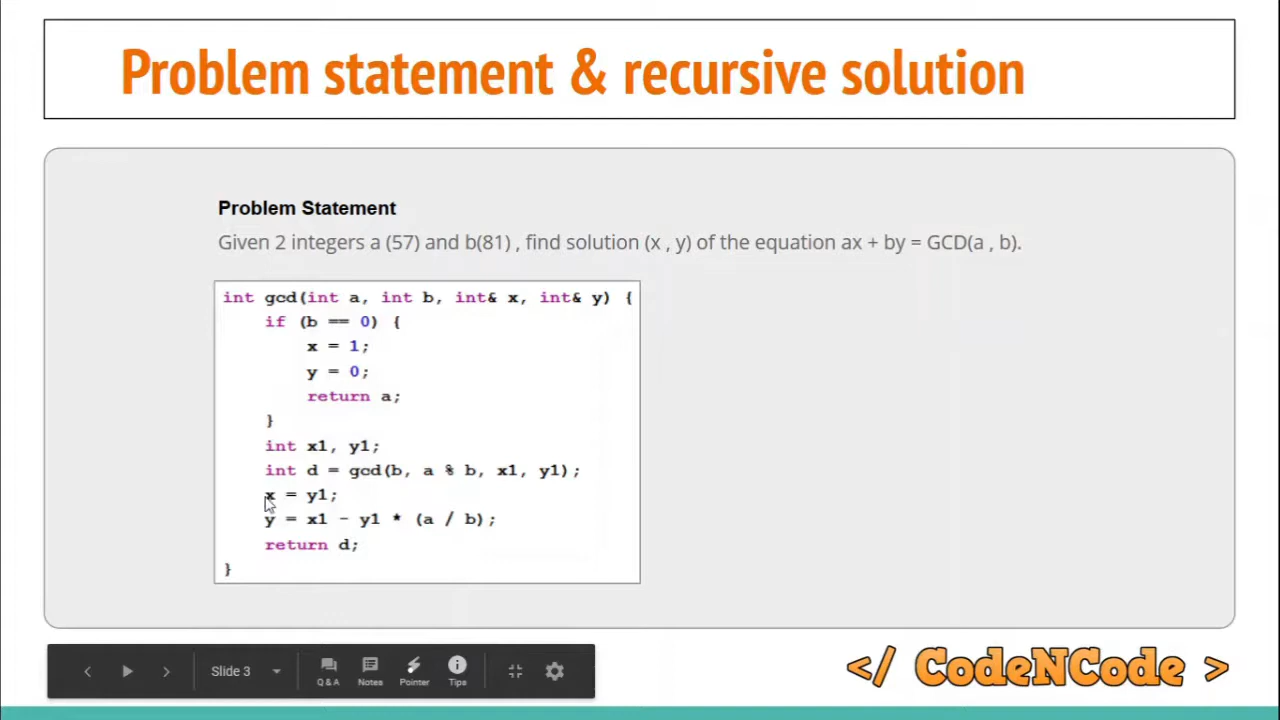 Problem statement & recursive solution
Problem Statement
Given 2 integers a (57) and b(81) , find solution (x , y) of the equation ax + by = GCD(a , b).
int gcd(int a, int b, int& x, int& y) {
    if (b == 0) {
        x = 1;
        y = 0;
        return a;
    }
    int x1, y1;
    int d = gcd(b, a % b, x1, y1);
    x = y1;
    y = x1 - y1 * (a / b);
    return d;
}
Slide 3
Q & A
Notes
Pointer
Tips
</ CodeNCode >